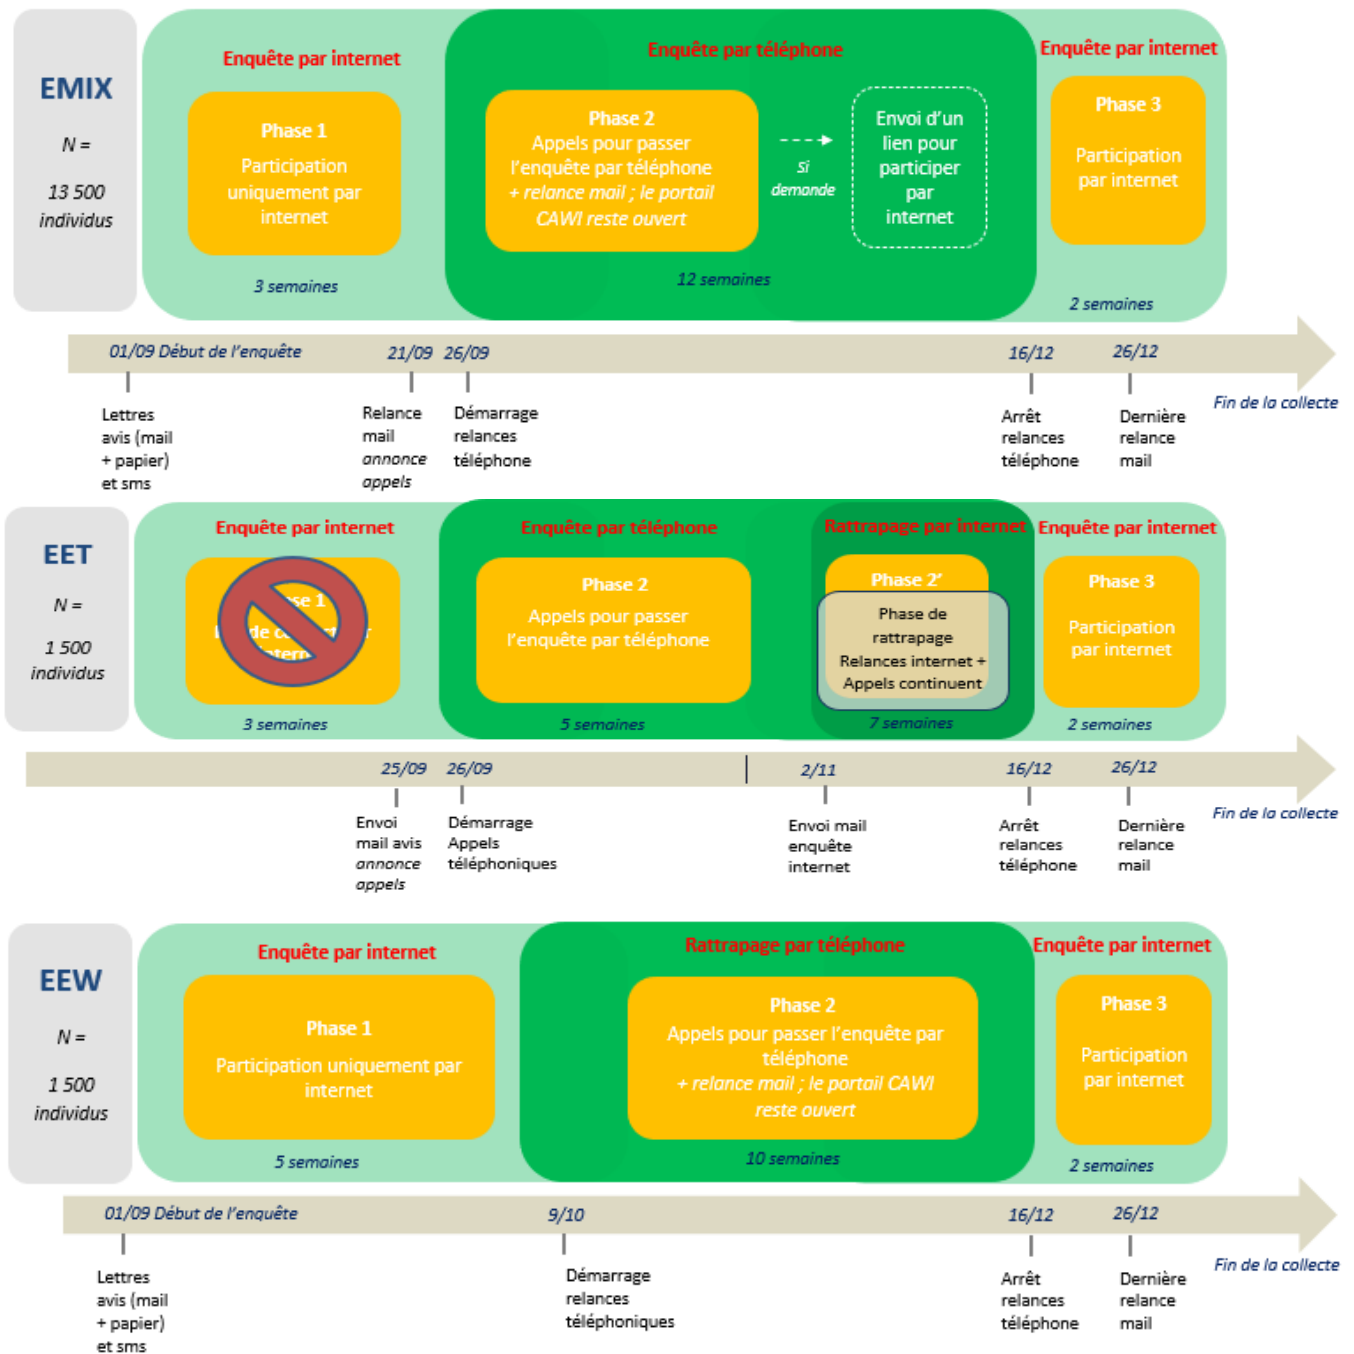 EMIX
N =
13 500
individus
Enquête par internet
Phase 1
Participation
uniquement par
internet
3 semaines
Enquête par téléphone
Phase 2
Appels pour passer
l’enquête par téléphone
+ relance mail ; le portail
CAWI reste ouvert
Si
demande
Envoi d’un
lien pour
participer
par
internet
12 semaines
Enquête par internet
Phase 3
Participation
par internet
2 semaines
01/09 Début de l’enquête
21/09
26/09
16/12
26/12
Fin de la collecte
Lettres
avis (mail
+ papier)
et sms
Relance
mail
annonce
appels
Démarrage
relances
téléphone
Arrêt
relances
téléphone
Dernière
relance
mail
EET
N =
1 500
individus
Enquête par internet
1
3 semaines
Enquête par téléphone
Phase 2
Appels pour passer
l’enquête par téléphone
5 semaines
Rattrapage par internet
Phase 2’
Phase de
rattrapage
Relances internet +
Appels continuent
7 semaines
Enquête par internet
Phase 3
Participation
par internet
2 semaines
25/09
26/09
2/11
16/12
26/12
Fin de la collecte
Envoi
mail avis
annonce
appels
Démarrage
Appels
téléphoniques
Envoi mail
enquête
internet
Arrêt
relances
téléphone
Dernière
relance
mail
EEW
N =
1 500
individus
Enquête par internet
Phase 1
Participation uniquement par
internet
5 semaines
Rattrapage par téléphone
Phase 2
Appels pour passer l’enquête par
téléphone
+ relance mail ; le portail CAWI
reste ouvert
10 semaines
Enquête par internet
Phase 3
Participation
par internet
2 semaines
01/09 Début de l’enquête
9/10
16/12
26/12
Fin de la collecte
Lettres
avis (mail
+ papier)
et sms
Démarrage
relances
téléphoniques
Arrêt
relances
téléphone
Dernière
relance
mail